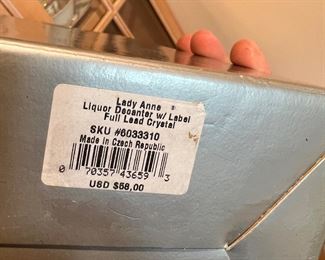 Lady Anne
Liquor Decanter w/ Label
Full Lead Crystal
SKU #6033310
Made in Czech Republic
0 70357 43659 3
USD $58,00